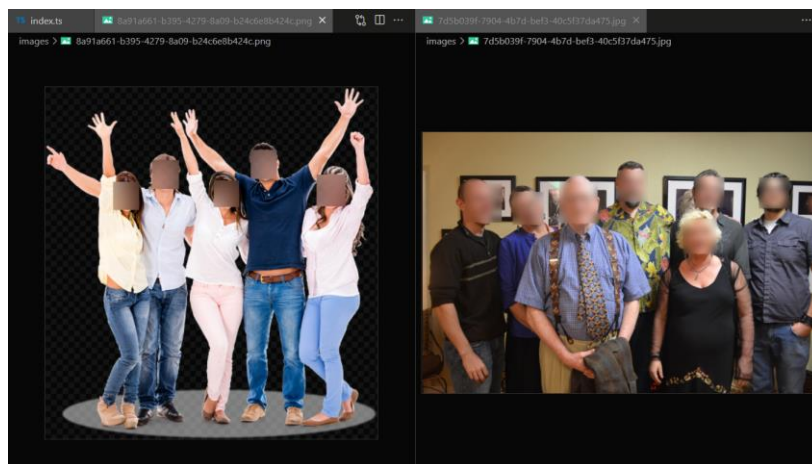 TS index.ts
8a91a661-b395-4279-8a09-b24c6e8b424c.png
7d5b039f-7904-4b7d-bef3-40c5f37da475.jpg
images > 8a91a661-b395-4279-8a09-b24c6e8b424c.png
images > 7d5b039f-7904-4b7d-bef3-40c5f37da475.jpg